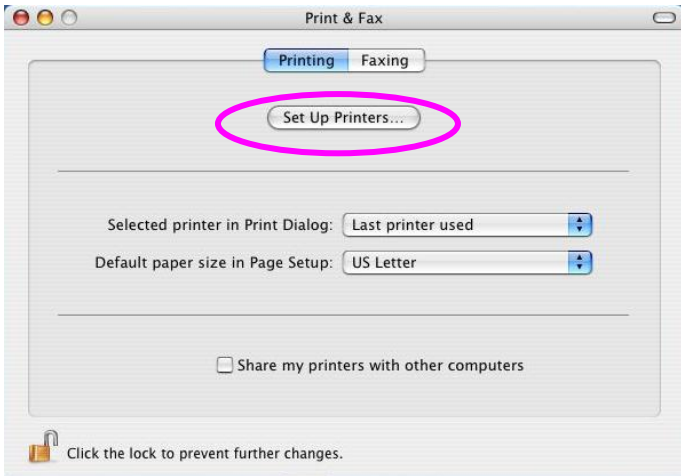 Print & Fax
Printing Faxing
Set Up Printers...
Selected printer in Print Dialog: Last printer used
Default paper size in Page Setup: US Letter
Share my printers with other computers
Click the lock to prevent further changes.